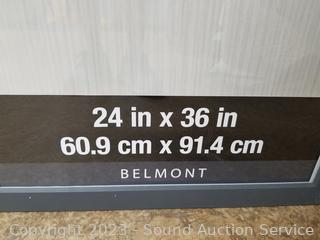 24 in x 36 in
60.9 cm x 91.4 cm
BELMONT
Copyright 2023 - Sound Auction Service